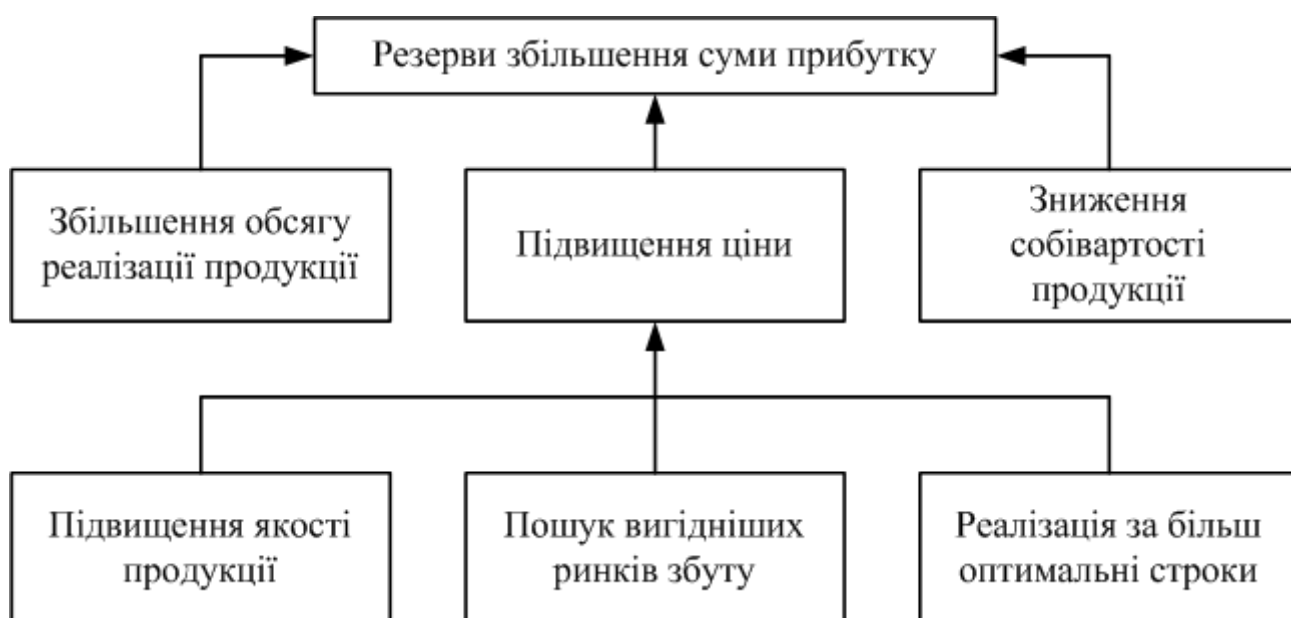 Резерви збільшення суми прибутку
Збільшення обсягу
реалізації продукції
Підвищення ціни
Зниження
собівартості
продукції
Підвищення якості
продукції
Пошук вигідніших
ринків збуту
Реалізація за більш
оптимальні строки